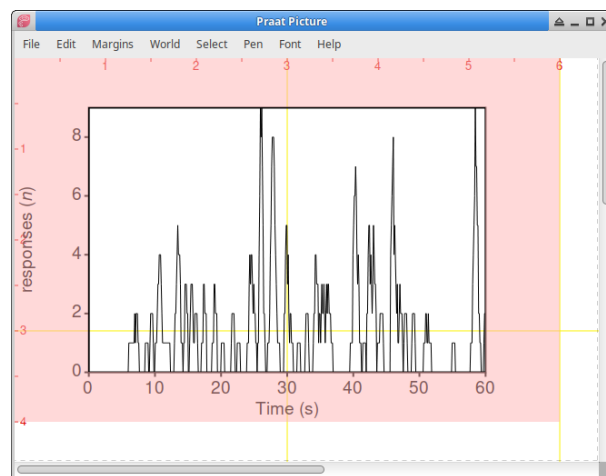 Praat Picture
File Edit Margins World Select Pen Font Help
1 2 3 4 5 6
1
2
3
4
8
6
4
2
0
responses (n)
0 10 20 30 40 50 60
Time (s)